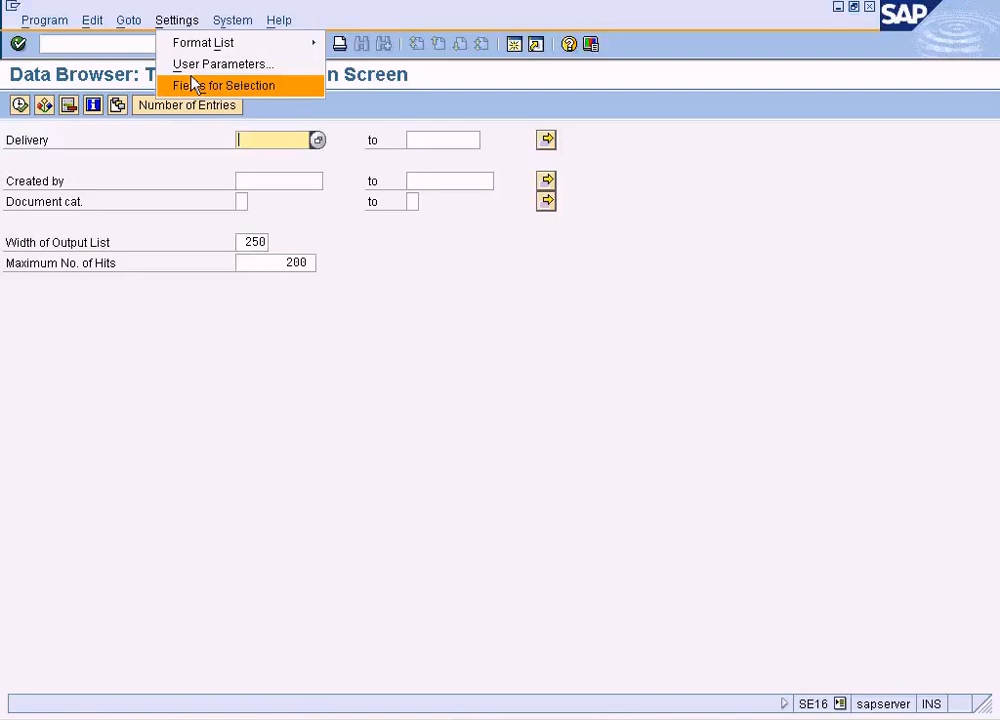 Program Edit Goto Settings System Help
SAP
Format List
User Parameters...
Fields for Selection
Data Browser: T n Screen
Number of Entries
Delivery to
Created by to
Document cat. to
Width of Output List 250
Maximum No. of Hits 200
SE16 sapserver INS